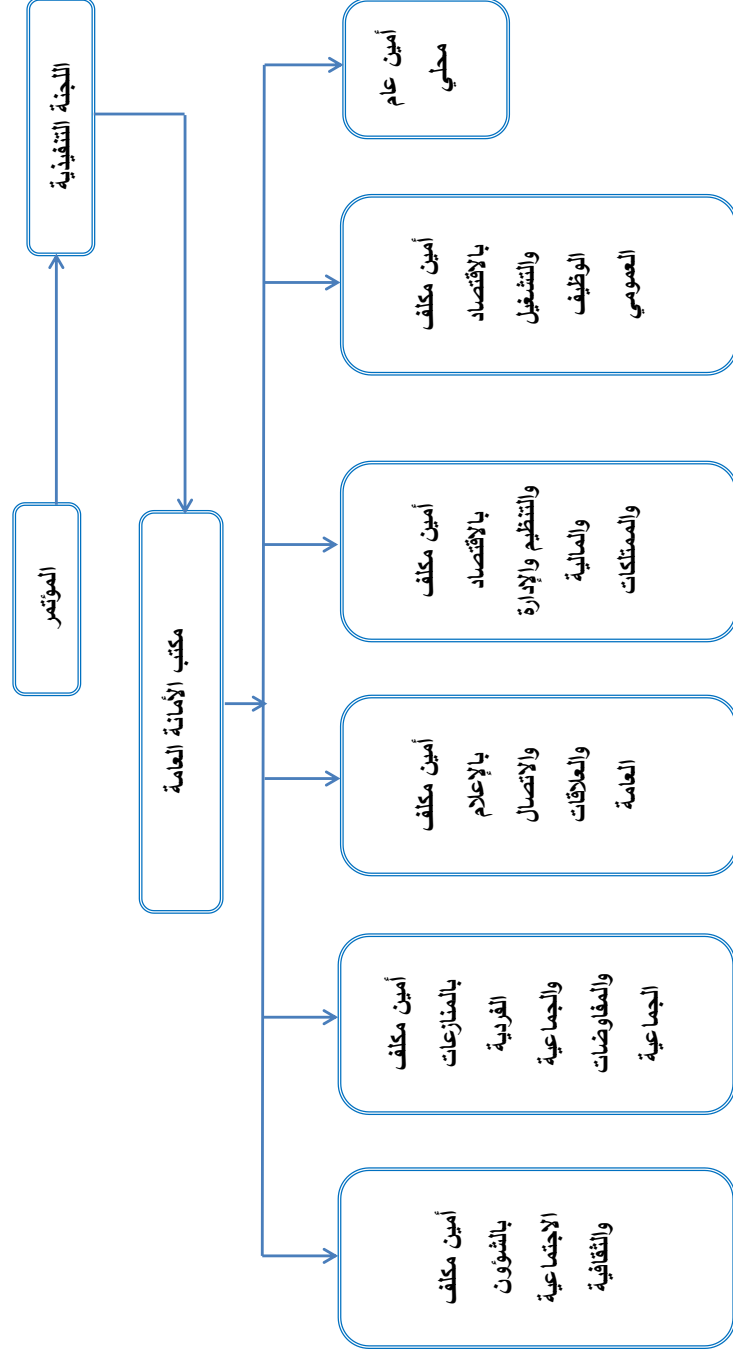 المؤتمر
اللجنة التنفيذية
مكتب الأمانة العامة
أمين عام
محلي
أمين مكلف
بالاقتصاد
والتشغيل
الوظيف
العمومي
أمين مكلف
بالاقتصاد
والتنظيم والإدارة
والمالية
والممتلكات
أمين مكلف
بالإعلام
والاتصال
والعلاقات
العامة
أمين مكلف
بالمنازعات
الفردية
والجماعية
والمفاوضات
الجماعية
أمين مكلف
بالشؤون
الاجتماعية
والثقافية